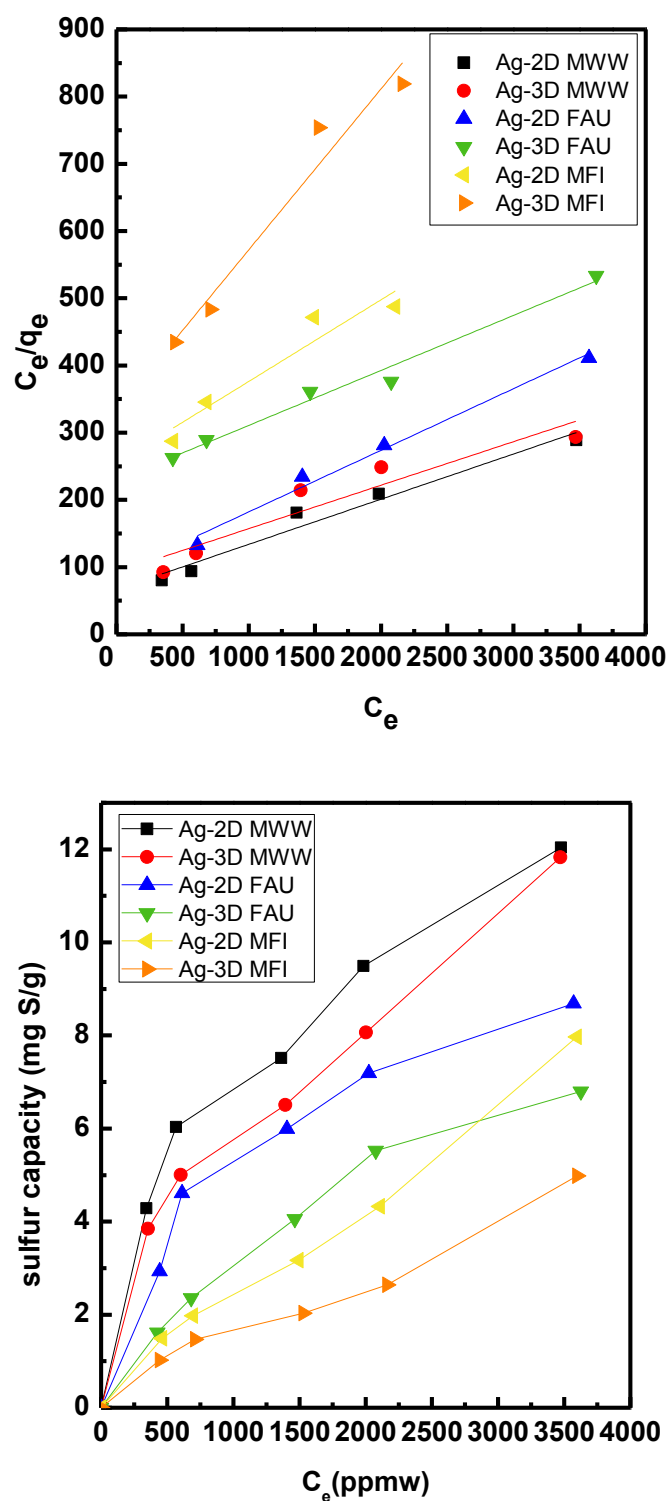 900
800
700
600
500
400
300
200
100
0
Ag-2D MWW
Ag-3D MWW
Ag-2D FAU
Ag-3D FAU
Ag-2D MFI
Ag-3D MFI
Ce/qe
0 500 1000 1500 2000 2500 3000 3500 4000
Ce
12
10
8
6
4
2
0
Ag-2D MWW
Ag-3D MWW
Ag-2D FAU
Ag-3D FAU
Ag-2D MFI
Ag-3D MFI
sulfur capacity (mg S/g)
0 500 1000 1500 2000 2500 3000 3500 4000
Ce(ppmw)